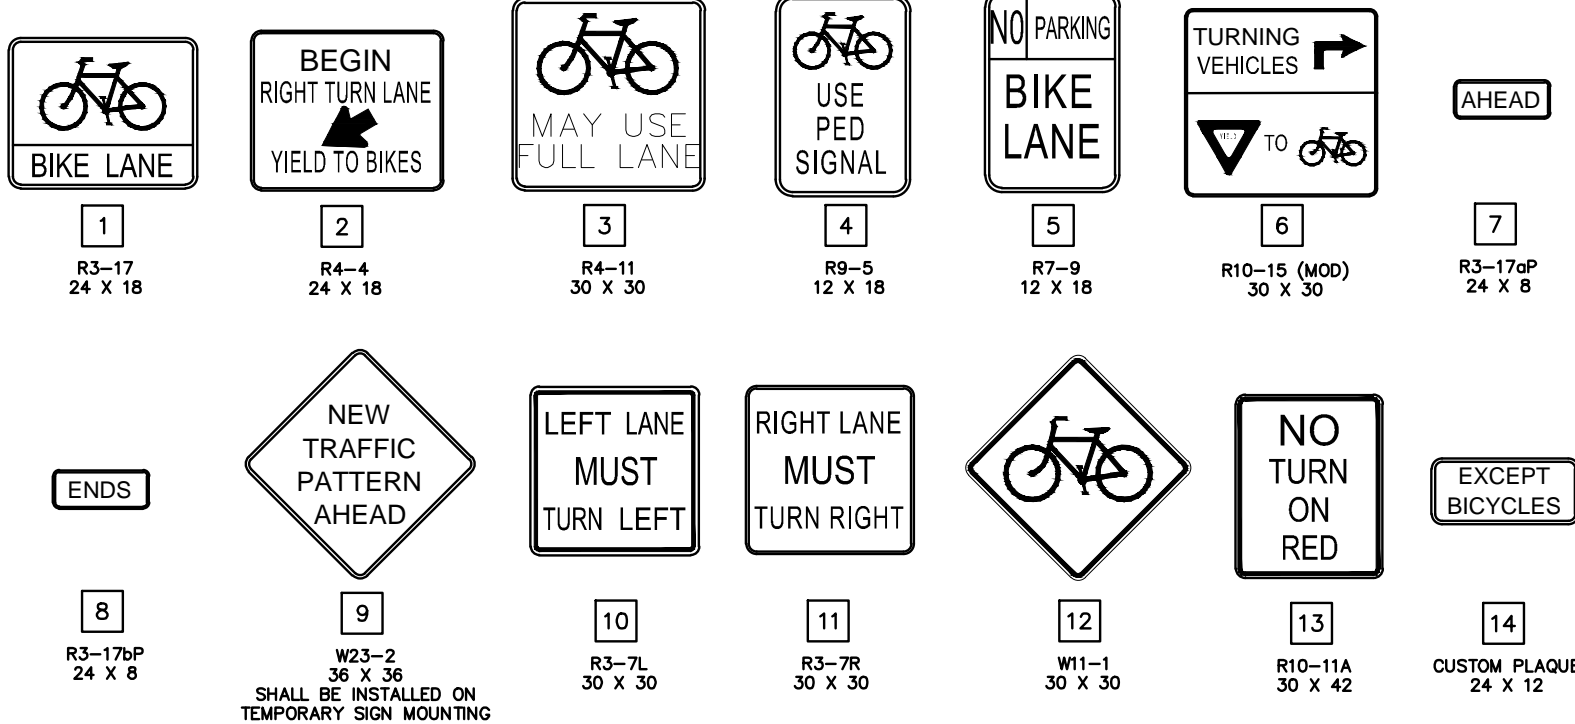 BIKE LANE
1
R3-17
24 X 18
BEGIN
RIGHT TURN LANE
YIELD TO BIKES
2
R4-4
24 X 18
MAY USE
FULL LANE
3
R4-11
30 X 30
USE
PED
SIGNAL
4
R9-5
12 X 18
NO PARKING
BIKE
LANE
5
R7-9
12 X 18
TURNING
VEHICLES
YIELD TO
6
R10-15 (MOD)
30 X 30
AHEAD
7
R3-17aP
24 X 8
ENDS
8
R3-17bP
24 X 8
NEW
TRAFFIC
PATTERN
AHEAD
9
W23-2
36 X 36
SHALL BE INSTALLED ON
TEMPORARY SIGN MOUNTING
LEFT LANE
MUST
TURN LEFT
10
R3-7L
30 X 30
RIGHT LANE
MUST
TURN RIGHT
11
R3-7R
30 X 30
12
W11-1
30 X 30
NO
TURN
ON
RED
13
R10-11A
30 X 42
EXCEPT
BICYCLES
14
CUSTOM PLAQUE
24 X 12